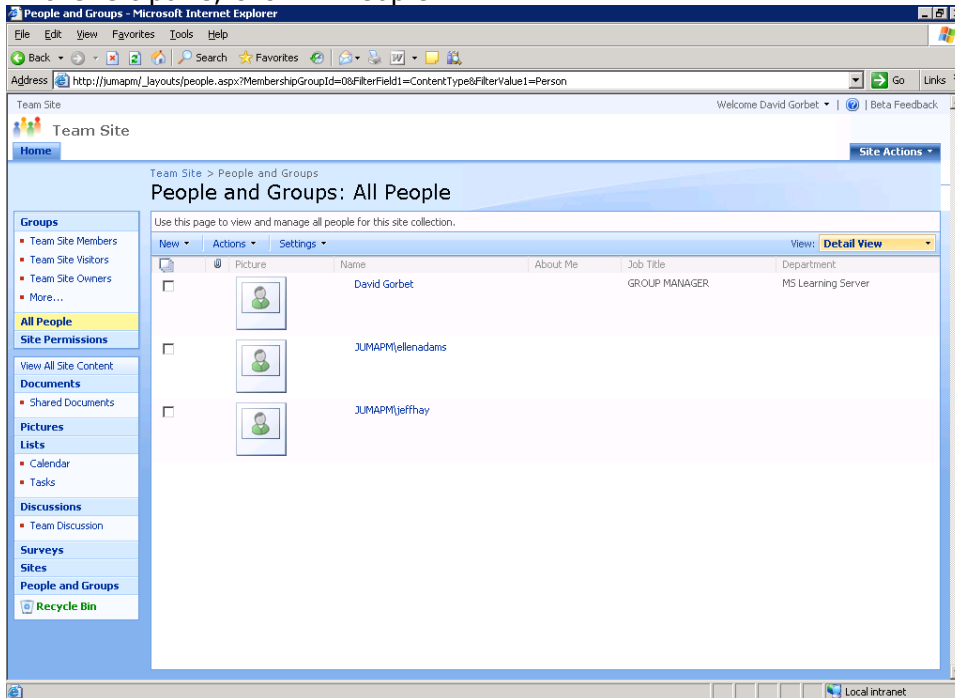 People and Groups - Microsoft Internet Explorer
File Edit View Favorites Tools Help
Back Search Favorites
Address http://jumapm/_layouts/people.aspx?MembershipGroupId=0&FilterField1=ContentType&FilterValue1=Person Go Links
Team Site Welcome David Gorbet | Beta Feedback
Team Site
Home Site Actions
Team Site > People and Groups
People and Groups: All People
Groups Use this page to view and manage all people for this site collection.
Team Site Members New Actions Settings View: Detail View
Team Site Visitors Picture Name About Me Job Title Department
Team Site Owners David Gorbet GROUP MANAGER MS Learning Server
More...
All People
Site Permissions
JUMAPM\ellenadams
View All Site Content
Documents
Shared Documents JUMAPM\jeffhay
Pictures
Lists
Calendar
Tasks
Discussions
Team Discussion
Surveys
Sites
People and Groups
Recycle Bin
Local intranet